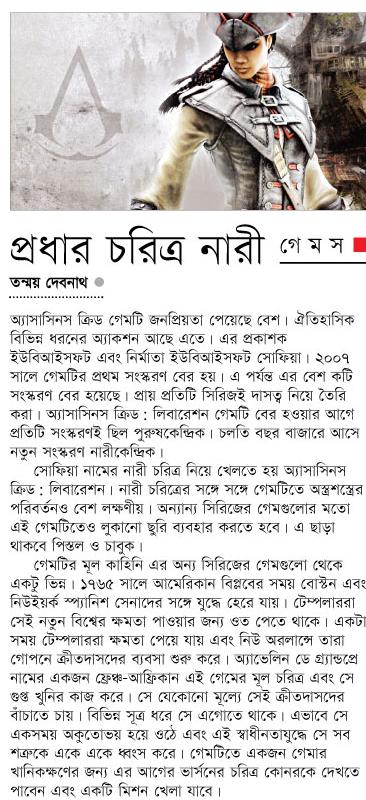 প্রধার চরিত্র নারী
গেমস
তন্ময় দেবনাথ
অ্যাসাসিনস ক্রিড গেমটি জনপ্রিয়তা পেয়েছে বেশ। ঐতিহাসিক
বিভিন্ন ধরনের অ্যাকশন আছে এতে। এর প্রকাশক
ইউবিআইসফট এবং নির্মাতা ইউবিআইসফট সোফিয়া। ২০০৭
সালে গেমটির প্রথম সংস্করণ বের হয়। এ পর্যন্ত এর বেশ কটি
সংস্করণ বের হয়েছে। প্রায় প্রতিটি সিরিজই দাসত্ব নিয়ে তৈরি
করা। অ্যাসাসিনস ক্রিড : লিবারেশন গেমটি বের হওয়ার আগে
প্রতিটি সংস্করণই ছিল পুরুষকেন্দ্রিক। চলতি বছর বাজারে আসে
নতুন সংস্করণ নারীকেন্দ্রিক।
সোফিয়া নামের নারী চরিত্র নিয়ে খেলতে হয় অ্যাসাসিনস
ক্রিড : লিবারেশন। নারী চরিত্রের সঙ্গে সঙ্গে গেমটিতে অস্ত্রশস্ত্রের
পরিবর্তনও বেশ লক্ষণীয়। অন্যান্য সিরিজের গেমগুলোর মতো
এই গেমটিতেও লুকানো ছুরি ব্যবহার করতে হবে। এ ছাড়া
থাকবে পিস্তল ও চাবুক।
গেমটির মূল কাহিনি এর অন্য সিরিজের গেমগুলো থেকে
একটু ভিন্ন। ১৭৬৫ সালে আমেরিকান বিপ্লবের সময় বোস্টন এবং
নিউইয়র্ক স্প্যানিশ সেনাদের সঙ্গে যুদ্ধে হেরে যায়। টেম্পলাররা
সেই নতুন বিশ্বের ক্ষমতা পাওয়ার জন্য ওত পেতে থাকে। একটা
সময় টেম্পলাররা ক্ষমতা পেয়ে যায় এবং নিউ অরলান্সে তারা
গোপনে ক্রীতদাসদের ব্যবসা শুরু করে। অ্যাভেলিন ডে গ্র্যান্ডপ্রে
নামের একজন ফ্রেঞ্চ-আফ্রিকান এই গেমের মূল চরিত্র এবং সে
গুপ্ত খুনির কাজ করে। সে যেকোনো মূল্যে সেই ক্রীতদাসদের
বাঁচাতে চায়। বিভিন্ন সূত্র ধরে সে এগোতে থাকে। এভাবে সে
একসময় অকুতোভয় হয়ে ওঠে এবং এই স্বাধীনতাযুদ্ধে সে সব
শত্রুকে একে একে ধ্বংস করে। গেমটিতে একজন গেমার
খানিকক্ষণের জন্য এর আগের ভার্সনের চরিত্র কোনরকে দেখতে
পাবেন এবং একটি মিশন খেলা যাবে।